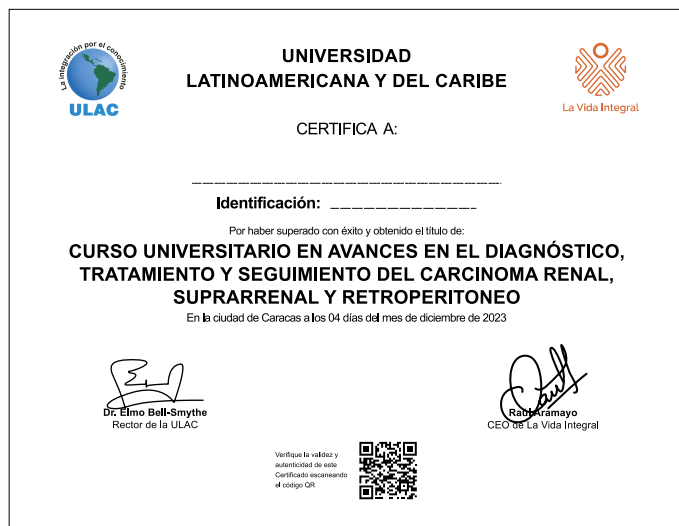 La integración por el conocimiento
ULAC
UNIVERSIDAD
LATINOAMERICANA Y DEL CARIBE
La Vida Integral
CERTIFICA A:
Identificación:
Por haber superado con éxito y obtenido el título de:
CURSO UNIVERSITARIO EN AVANCES EN EL DIAGNÓSTICO,
TRATAMIENTO Y SEGUIMIENTO DEL CARCINOMA RENAL,
SUPRARRENAL Y RETROPERITONEO
En la ciudad de Caracas a los 04 días del mes de diciembre de 2023
Dr. Elmo Bell-Smythe
Rector de la ULAC
Raúl Aramayo
CEO de La Vida Integral
Verifique la validez y
autenticidad de este
Certificado escaneando
el código QR